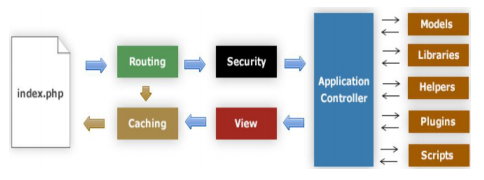 index.php
Routing
Security
Caching
View
Application
Controller
Models
Libraries
Helpers
Plugins
Scripts